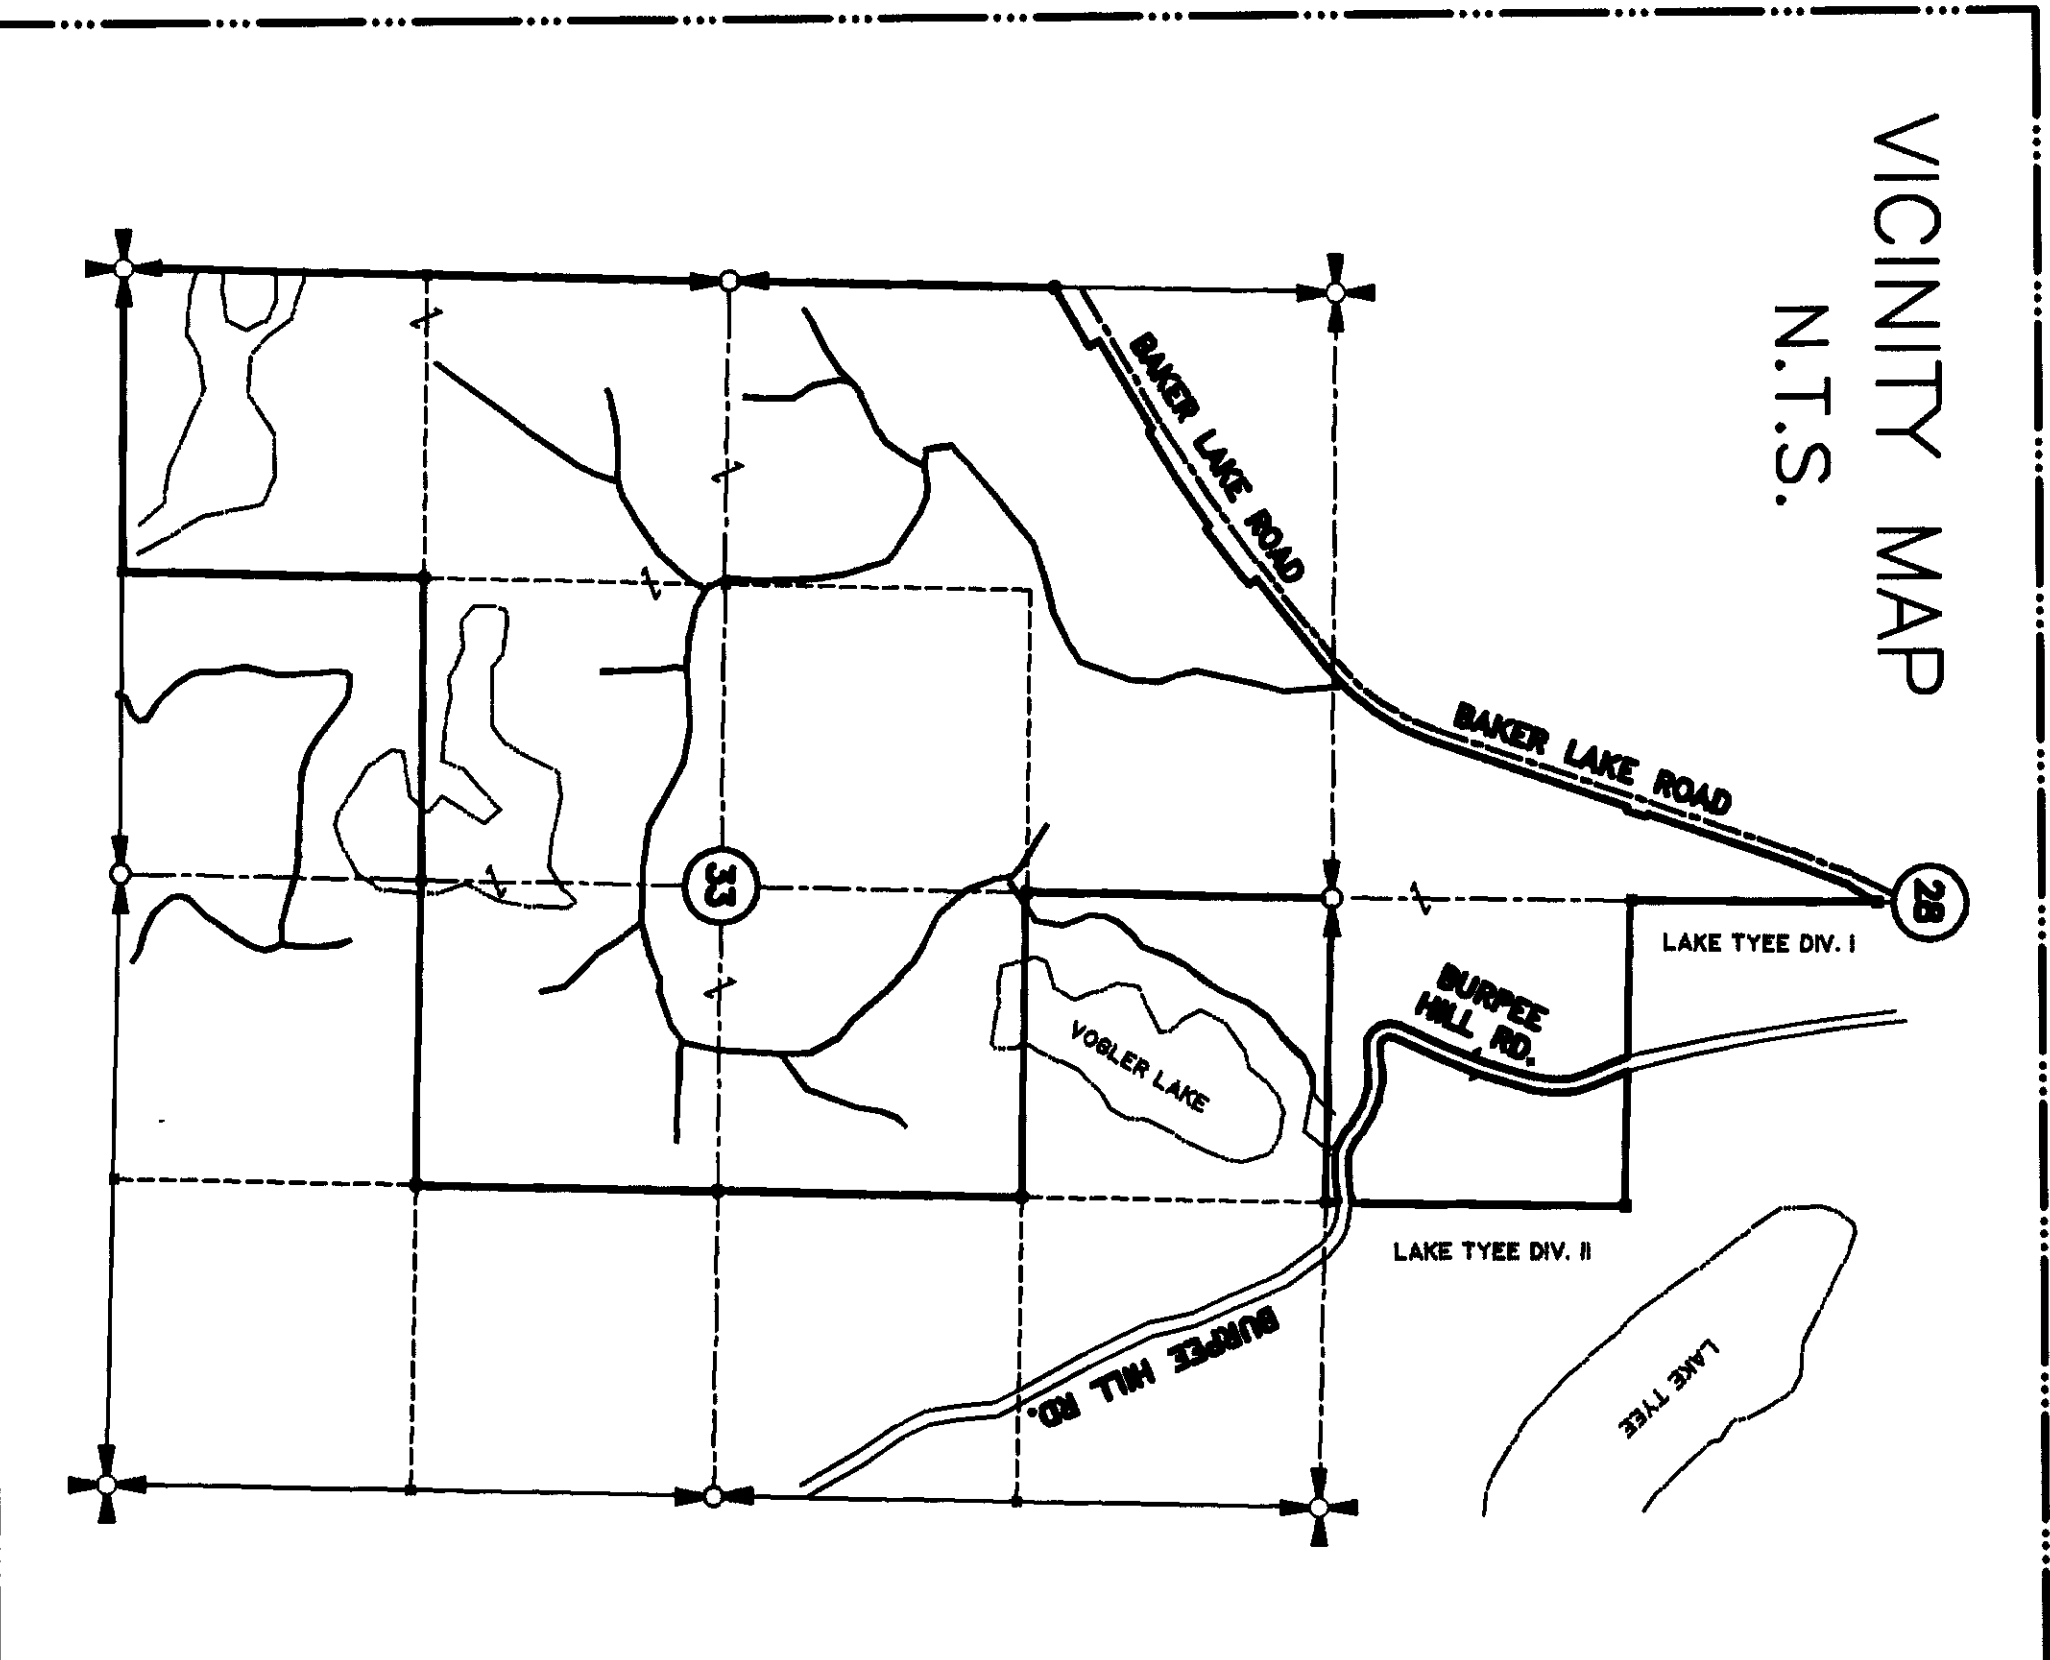 VICINITY MAP
N.T.S.
BAKER LAKE ROAD
BAKER LAKE ROAD
28
LAKE TYEE DIV. I
BURPEE
HILL RD.
33
VOGLER LAKE
LAKE TYEE DIV. II
BURPEE HILL RD.
LAKE TYEE